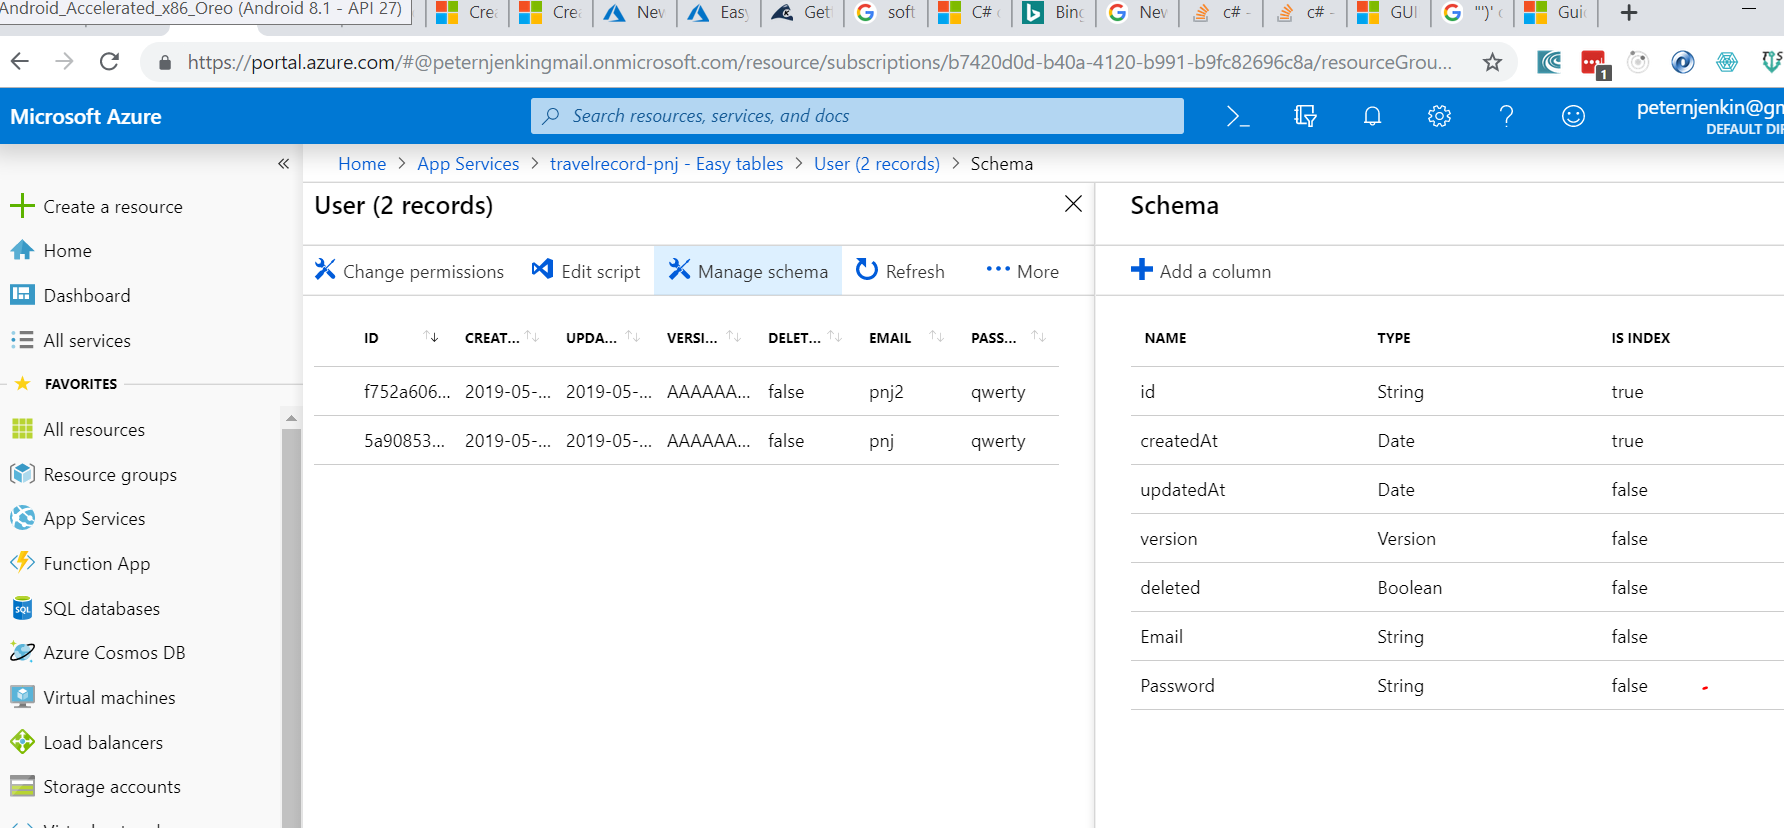 Android_Accelerated_x86_Oreo (Android 8.1 - API 27)
Cre
Cre
Nev
Eas
Get
soft
C#
Bing
Nev
c# -
c# -
GUI
"')'
Gui
https://portal.azure.com/#@peternjenkingmail.onmicrosoft.com/resource/subscriptions/b7420d0d-b40a-4120-b991-b9fc82696c8a/resourceGrou...
1
Microsoft Azure
Search resources, services, and docs
peternjenkin@gm
DEFAULT DI
Home > App Services > travelrecord-pnj - Easy tables > User (2 records) > Schema
Create a resource
Home
Dashboard
All services
FAVORITES
All resources
Resource groups
App Services
Function App
SQL
SQL databases
Azure Cosmos DB
Virtual machines
Load balancers
Storage accounts
User (2 records)
Change permissions Edit script Manage schema Refresh ... More
ID CREAT... UPDA... VERSI... DELET... EMAIL PASS...
f752a606... 2019-05-... 2019-05-... AAAAAA... false pnj2 qwerty
5a90853... 2019-05-... 2019-05-... AAAAAA... false pnj qwerty
Schema
Add a column
NAME TYPE IS INDEX
id String true
createdAt Date true
updatedAt Date false
version Version false
deleted Boolean false
Email String false
Password String false